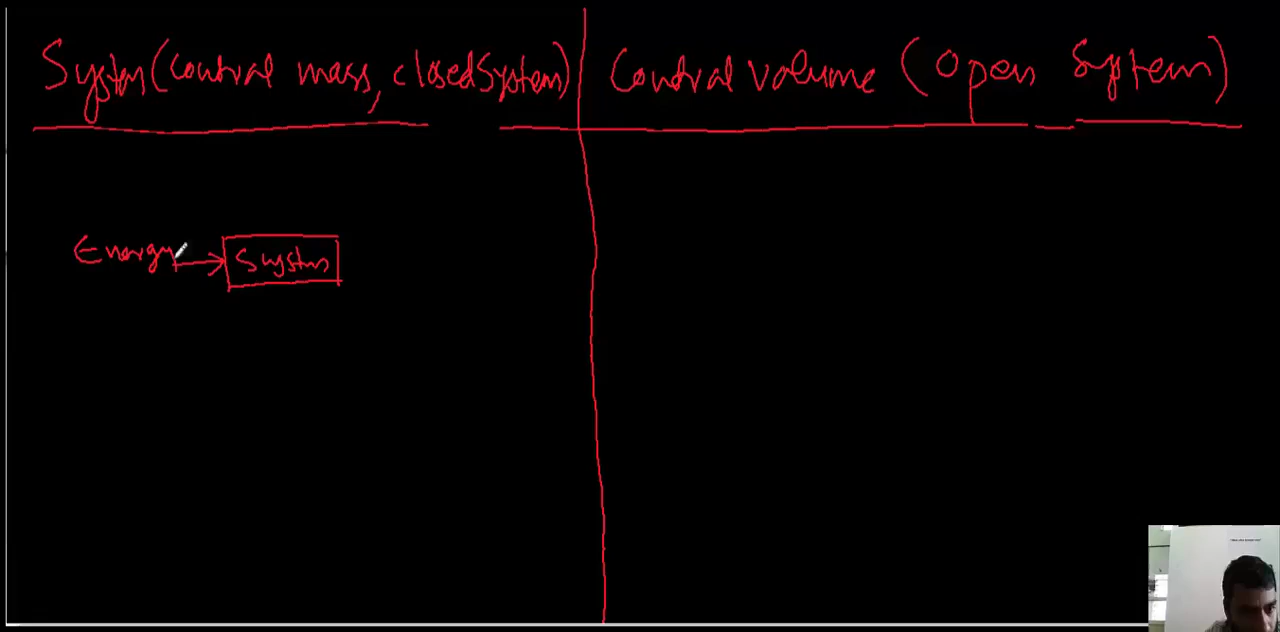 System (control mass, closed System)
Control volume (open System)
Energy
System